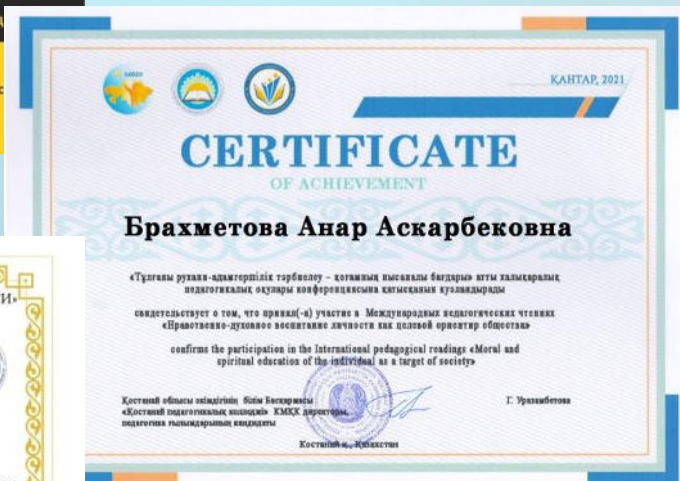 ҚАҢТАР, 2021
CERTIFICATE
OF ACHIEVEMENT
Брахметова Анар Аскарбековна
«Тұлғаны рухани-адамгершілік тәрбиелеу – қоғамның нысаналы бағдары» атты халықаралық
педагогикалық оқулары конференциясына қатысқанын куәландырады
свидетельствует о том, что принял(-а) участие в Международных педагогических чтениях
«Нравственно-духовное воспитание личности как целевой ориентир общества»
confirms the participation in the International pedagogical readings «Moral and
spiritual education of the individual as a target of society»
Қостанай облысы әкімдігінің білім Басқармасы
«Қостанай педагогикалық колледжі» КМҚК директоры,
педагогика ғылымдарының кандидаты
Г. Уразамбетова
Костанай қ., Қазақстан
И»